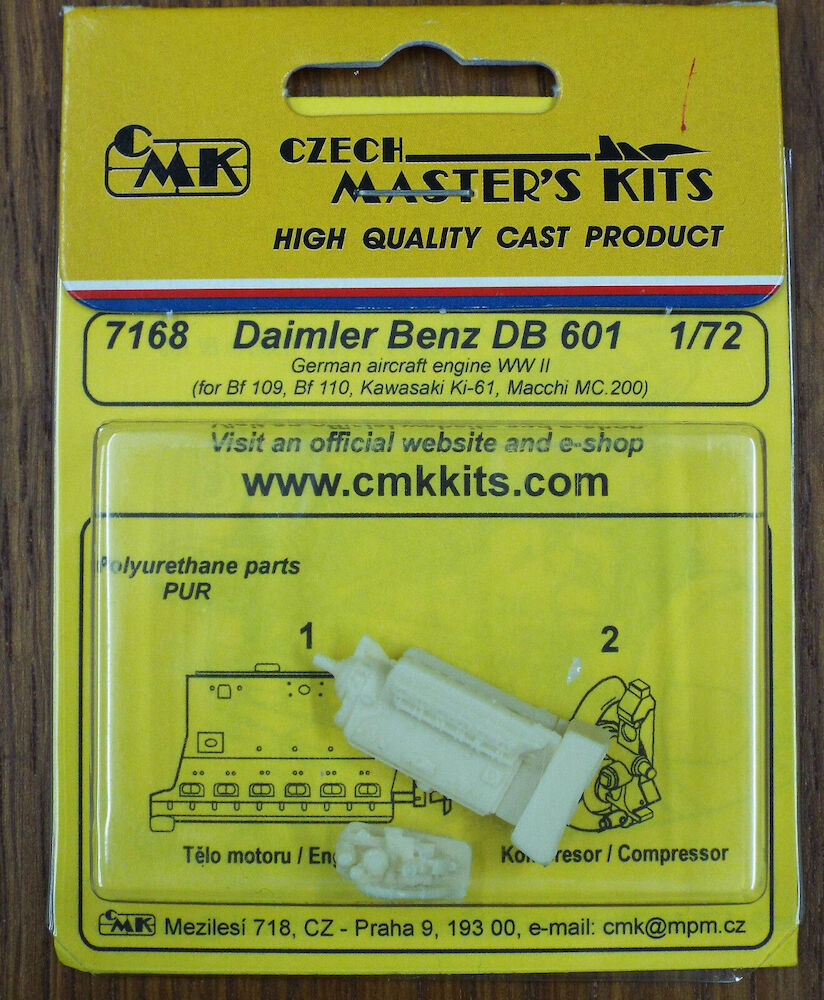 CMK
CZECH
MASTER'S KITS
HIGH QUALITY CAST PRODUCT
7168 Daimler Benz DB 601 1/72
German aircraft engine WW II
(for Bf 109, Bf 110, Kawasaki Ki-61, Macchi MC.200)
Visit an official website and e-shop
www.cmkkits.com
Polyurethane parts
PUR
1
2
Tělo motoru /
/ Compressor
CMK Mezilesí 718, CZ - Praha 9, 193 00, e-mail: cmk@mpm.cz